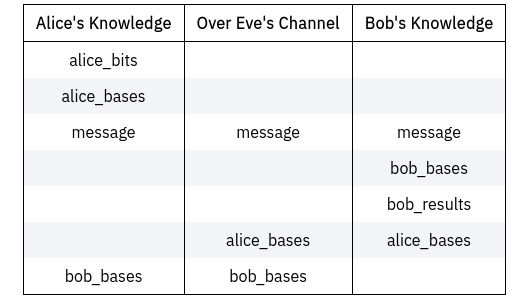 Alice's Knowledge Over Eve's Channel Bob's Knowledge
alice_bits
alice_bases
message message message
bob_bases
bob_results
alice_bases alice_bases
bob_bases bob_bases